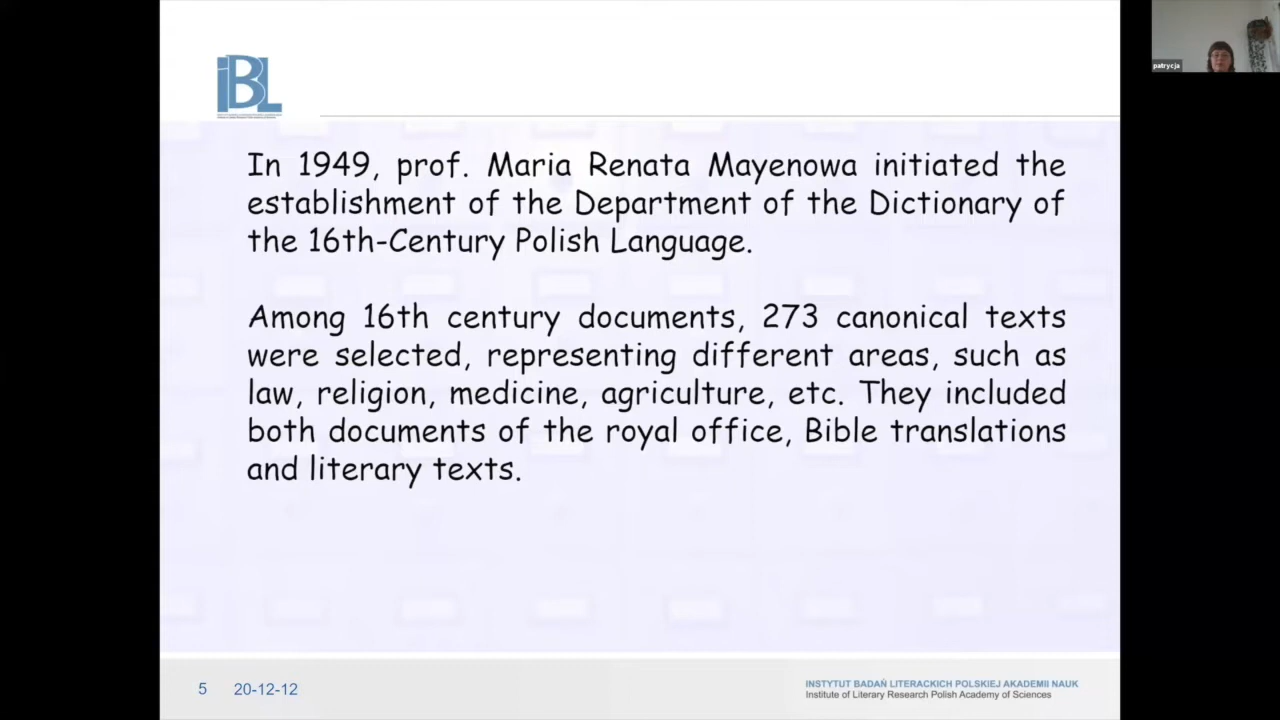 iBL
patrycja
In 1949, prof. Maria Renata Mayenowa initiated the
establishment of the Department of the Dictionary of
the 16th-Century Polish Language.
Among 16th century documents, 273 canonical texts
were selected, representing different areas, such as
law, religion, medicine, agriculture, etc. They included
both documents of the royal office, Bible translations
and literary texts.
5 20-12-12
INSTYTUT BADAŃ LITERACKICH POLSKIEJ AKADEMII NAUK
Institute of Literary Research Polish Academy of Sciences